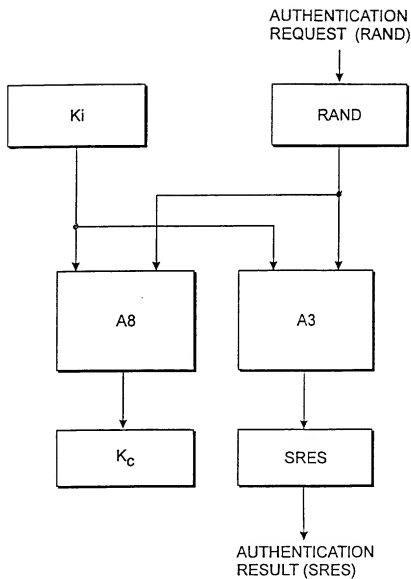 AUTHENTICATION
REQUEST (RAND)
Ki
RAND
A8
A3
Kc
SRES
AUTHENTICATION
RESULT (SRES)